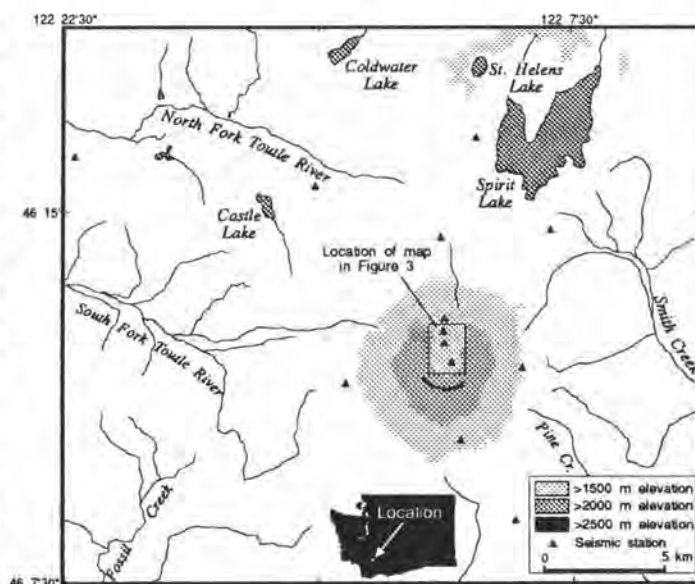 122 22'30"
122 7'30"
Coldwater
Lake
St. Helens
Lake
North Fork Toutle River
Spirit
Lake
46 15'
Castle
Lake
Location of map
in Figure 3
South Fork Toutle River
Smith Creek
Pine Cr.
Fossil Creek
Location
>1500 m elevation
>2000 m elevation
>2500 m elevation
Seismic station
0 5 km
46 7'30"